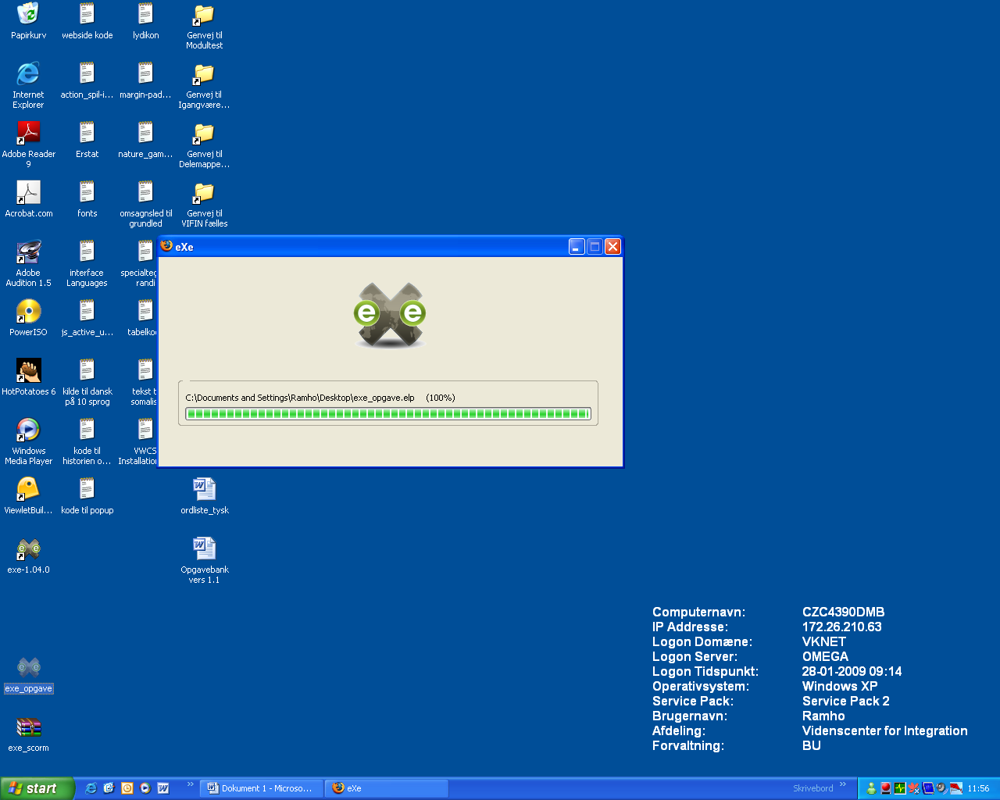 Papirkurv
webside kode
lydikon
Genvej til
Modultest
Internet
Explorer
action_spil-i...
margin-pad...
Genvej til
Igangvære...
Adobe Reader
9
Erstat
nature_gam...
Genvej til
Delemappe...
Acrobat.com
fonts
omsagnsled til
grundled
Genvej til
VIFIN fælles
Adobe
Audition 1.5
interface
Languages
specialteg
randi
PowerISO
js_active_u...
tabelko
HotPotatoes 6
kilde til dansk
på 10 sprog
tekst t
somalis
Windows
Media Player
kode til
historien o...
VWCS
Installation
ViewletBuil...
kode til popup
ordliste_tysk
exe-1.04.0
Opgavebank
vers 1.1
exe_opgave
exe_scorm
eXe
e e
C:\Documents and Settings\Ramho\Desktop\exe_opgave.elp (100%)
Computernavn: CZC4390DMB
IP Addresse: 172.26.210.63
Logon Domæne: VKNET
Logon Server: OMEGA
Logon Tidspunkt: 28-01-2009 09:14
Operativsystem: Windows XP
Service Pack: Service Pack 2
Brugernavn: Ramho
Afdeling: Videnscenter for Integration
Forvaltning: BU
start
Dokument 1 - Microso...
eXe
Skrivebord
11:56